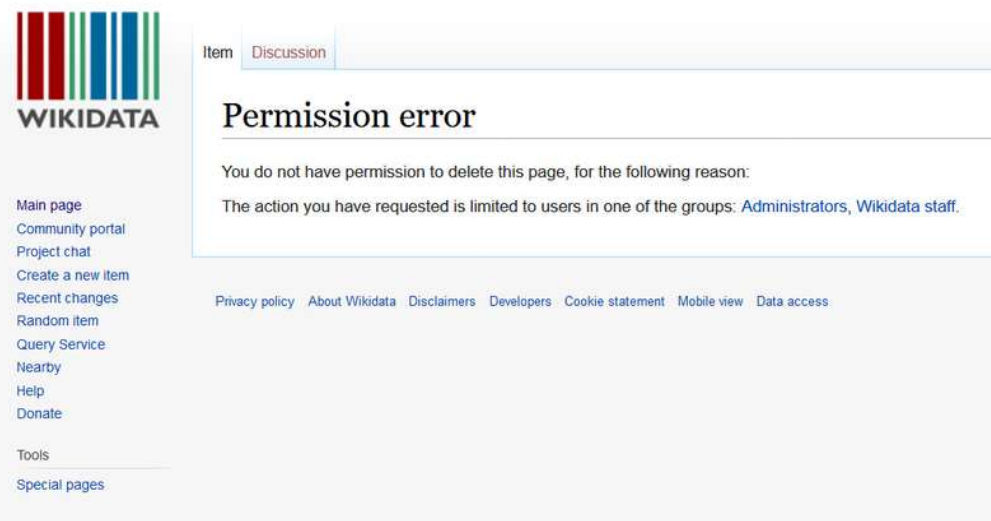 WIKIDATA
Item
Discussion
Permission error
You do not have permission to delete this page, for the following reason:
The action you have requested is limited to users in one of the groups: Administrators, Wikidata staff.
Main page
Community portal
Project chat
Create a new item
Recent changes
Random item
Query Service
Nearby
Help
Donate
Tools
Special pages
Privacy policy About Wikidata Disclaimers Developers Cookie statement Mobile view Data access